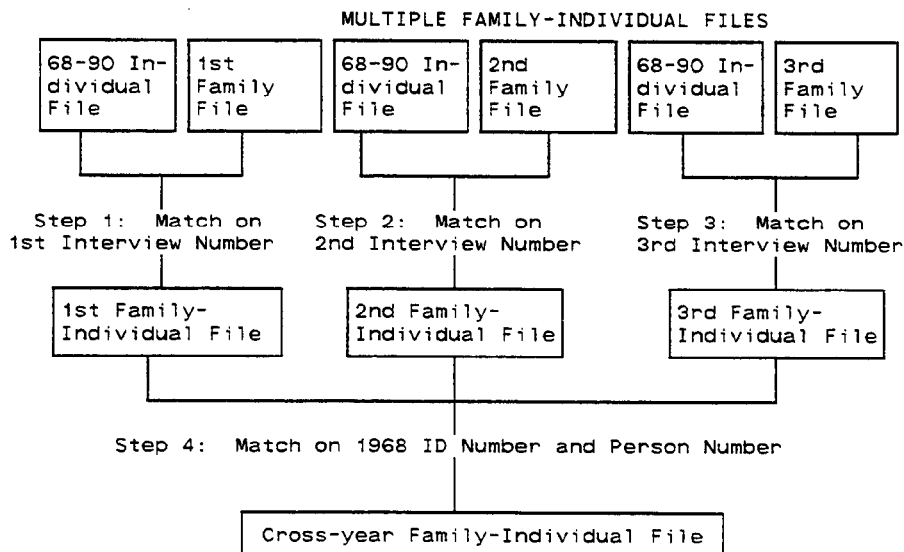 MULTIPLE FAMILY-INDIVIDUAL FILES
68-90 In-
dividual
File
1st
Family
File
68-90 In-
dividual
File
2nd
Family
File
68-90 In-
dividual
File
3rd
Family
File
Step 1: Match on
1st Interview Number
Step 2: Match on
2nd Interview Number
Step 3: Match on
3rd Interview Number
1st Family-
Individual File
2nd Family-
Individual File
3rd Family-
Individual File
Step 4: Match on 1968 ID Number and Person Number
Cross-year Family-Individual File